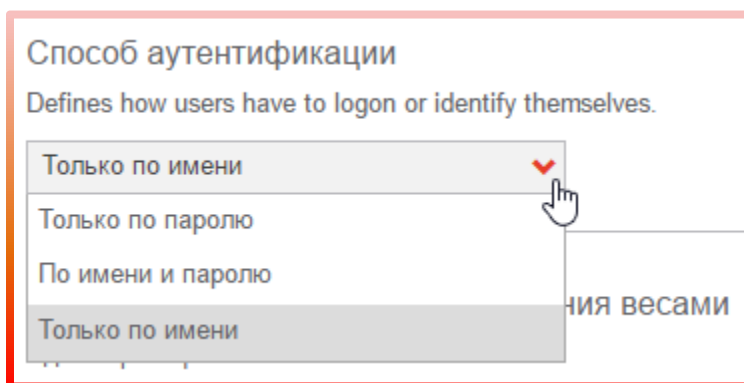 Способ аутентификации
Defines how users have to logon or identify themselves.
Только по имени
Только по паролю
По имени и паролю
ния весами
Только по имени